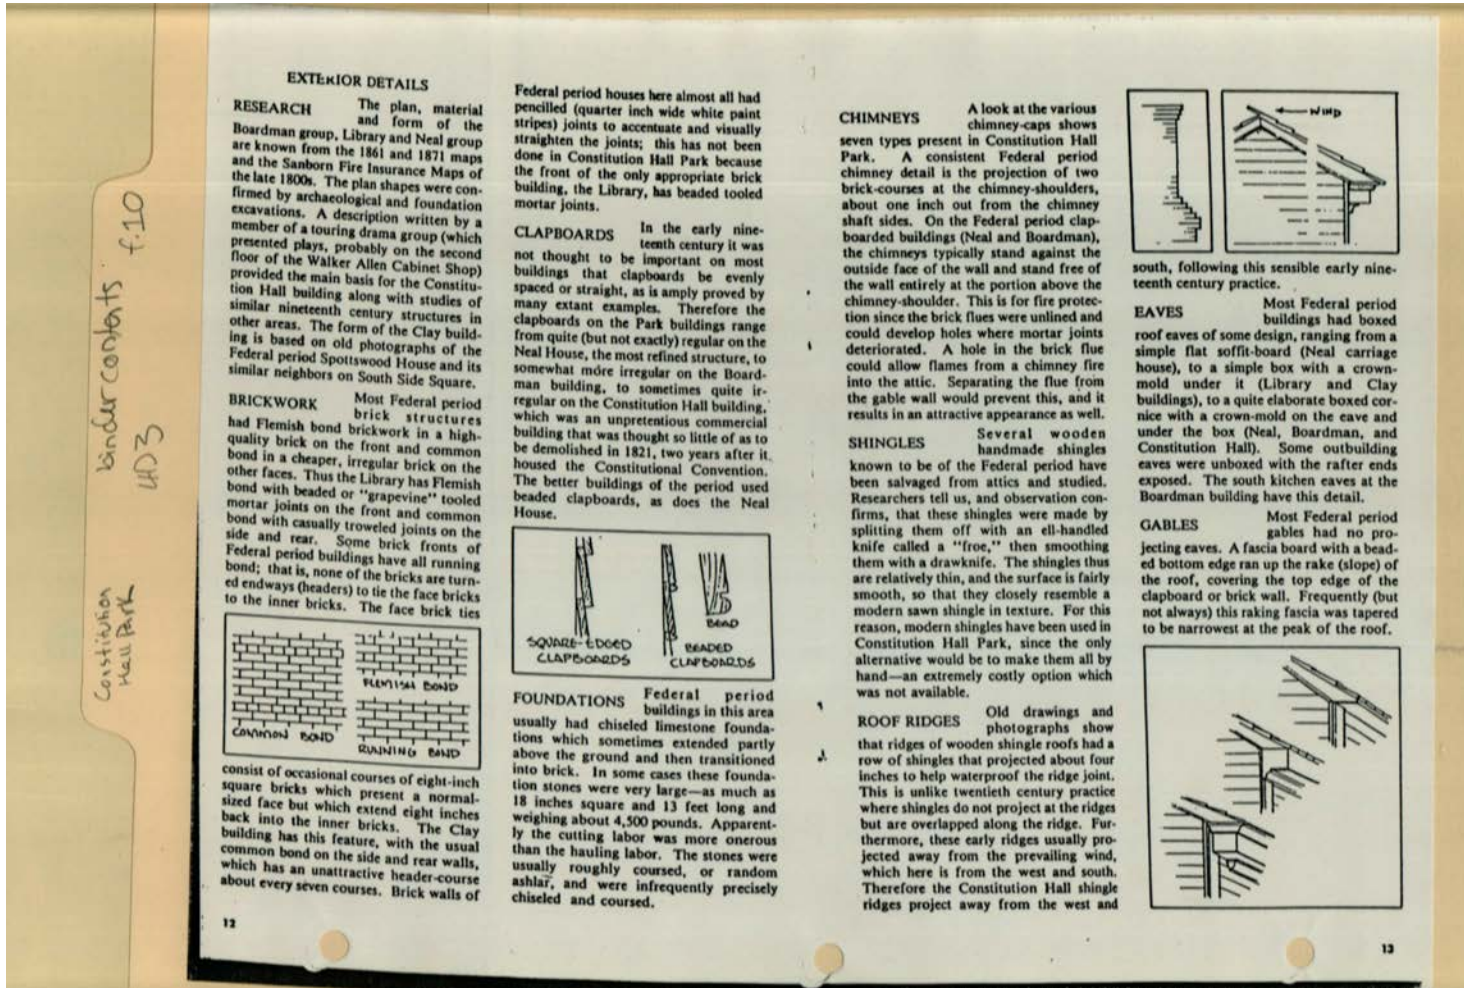 Constitution
Hall Park
binder contents f.10
EXTERIOR DETAILS
RESEARCH The plan, material
and form of the
Boardman group, Library and Neal group
are known from the 1861 and 1871 maps
and the Sanborn Fire Insurance Maps of
the late 1800s. The plan shapes were con-
firmed by archaeological and foundation
excavations. A description written by a
member of a touring drama group (which
presented plays, probably on the second
floor of the Walker Allen Cabinet Shop)
provided the main basis for the Constitu-
tion Hall building along with studies of
similar nineteenth century structures in
other areas. The form of the Clay build-
ing is based on old photographs of the
Federal period Spottswood House and its
similar neighbors on South Side Square.
BRICKWORK Most Federal period
brick structures
had Flemish bond brickwork in a high-
quality brick on the front and common
bond in a cheaper, irregular brick on the
other faces. Thus the Library has Flemish
bond with beaded or "grapevine" tooled
mortar joints on the front and common
bond with casually troweled joints on the
side and rear. Some brick fronts of
Federal period buildings have all running
bond; that is, none of the bricks are turn-
ed endways (headers) to tie the face bricks
to the inner bricks. The face brick ties
COMMON BOND
FLEMISH BOND
RUNNING BOND
consist of occasional courses of eight-inch
square bricks which present a normal-
sized face but which extend eight inches
back into the inner bricks. The Clay
building has this feature, with the usual
common bond on the side and rear walls,
which has an unattractive header-course
about every seven courses. Brick walls of
12
Federal period houses here almost all had
pencilled (quarter inch wide white paint
stripes) joints to accentuate and visually
straighten the joints; this has not been
done in Constitution Hall Park because
the front of the only appropriate brick
building, the Library, has beaded tooled
mortar joints.
CLAPBOARDS In the early nine-
teenth century it was
not thought to be important on most
buildings that clapboards be evenly
spaced or straight, as is amply proved by
many extant examples. Therefore the
clapboards on the Park buildings range
from quite (but not exactly) regular on the
Neal House, the most refined structure, to
somewhat more irregular on the Board-
man building, to sometimes quite ir-
regular on the Constitution Hall building,
which was an unpretentious commercial
building that was thought so little of as to
be demolished in 1821, two years after it
housed the Constitutional Convention.
The better buildings of the period used
beaded clapboards, as does the Neal
House.
SQUARE-EDGED
CLAPBOARDS
BEAD
BEADED
CLAPBOARDS
FOUNDATIONS Federal period
buildings in this area
usually had chiseled limestone founda-
tions which sometimes extended partly
above the ground and then transitioned
into brick. In some cases these founda-
tion stones were very large—as much as
18 inches square and 13 feet long and
weighing about 4,500 pounds. Apparent-
ly the cutting labor was more onerous
than the hauling labor. The stones were
usually roughly coursed, or random
ashlar, and were infrequently precisely
chiseled and coursed.
CHIMNEYS A look at the various
chimney-caps shows
seven types present in Constitution Hall
Park. A consistent Federal period
chimney detail is the projection of two
brick-courses at the chimney-shoulders,
about one inch out from the chimney
shaft sides. On the Federal period clap-
boarded buildings (Neal and Boardman),
the chimneys typically stand against the
outside face of the wall and stand free of
the wall entirely at the portion above the
chimney-shoulder. This is for fire protec-
tion since the brick flues were unlined and
could develop holes where mortar joints
deteriorated. A hole in the brick flue
could allow flames from a chimney fire
into the attic. Separating the flue from
the gable wall would prevent this, and it
results in an attractive appearance as well.
SHINGLES Several wooden
handmade shingles
known to be of the Federal period have
been salvaged from attics and studied.
Researchers tell us, and observation con-
firms, that these shingles were made by
splitting them off with an ell-handled
knife called a "froe," then smoothing
them with a drawknife. The shingles thus
are relatively thin, and the surface is fairly
smooth, so that they closely resemble a
modern sawn shingle in texture. For this
reason, modern shingles have been used in
Constitution Hall Park, since the only
alternative would be to make them all by
hand—an extremely costly option which
was not available.
ROOF RIDGES Old drawings and
photographs show
that ridges of wooden shingle roofs had a
row of shingles that projected about four
inches to help waterproof the ridge joint.
This is unlike twentieth century practice
where shingles do not project at the ridges
but are overlapped along the ridge. Fur-
thermore, these early ridges usually pro-
jected away from the prevailing wind,
which here is from the west and south.
Therefore the Constitution Hall shingle
ridges project away from the west and
WIND
south, following this sensible early nine-
teenth century practice.
EAVES Most Federal period
buildings had boxed
roof eaves of some design, ranging from a
simple flat soffit-board (Neal carriage
house), to a simple box with a crown-
mold under it (Library and Clay
buildings), to a quite elaborate boxed cor-
nice with a crown-mold on the eave and
under the box (Neal, Boardman, and
Constitution Hall). Some outbuilding
eaves were unboxed with the rafter ends
exposed. The south kitchen eaves at the
Boardman building have this detail.
GABLES Most Federal period
gables had no pro-
jecting eaves. A fascia board with a bead-
ed bottom edge ran up the rake (slope) of
the roof, covering the top edge of the
clapboard or brick wall. Frequently (but
not always) this raking fascia was tapered
to be narrowest at the peak of the roof.
13